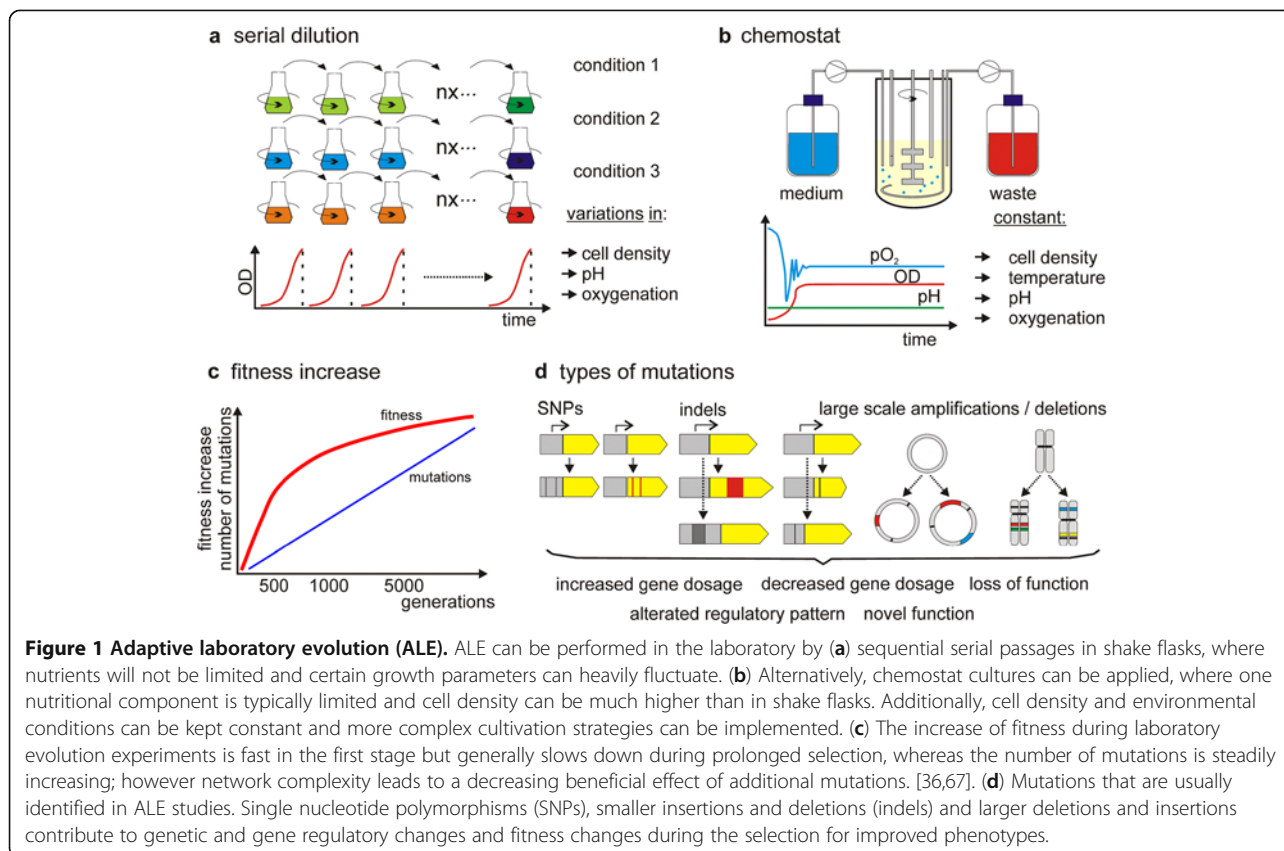 a serial dilution
condition 1
nx...
condition 2
nx...
condition 3
nx...
variations in:
OD
cell density
pH
oxygenation
time
b chemostat
medium
waste
constant:
pO2
OD
pH
cell density
temperature
pH
oxygenation
time
c fitness increase
fitness increase
number of mutations
fitness
mutations
500 1000 5000
generations
d types of mutations
SNPs indels large scale amplifications / deletions
increased gene dosage decreased gene dosage loss of function
alterated regulatory pattern novel function
Figure 1 Adaptive laboratory evolution (ALE). ALE can be performed in the laboratory by (a) sequential serial passages in shake flasks, where
nutrients will not be limited and certain growth parameters can heavily fluctuate. (b) Alternatively, chemostat cultures can be applied, where one
nutritional component is typically limited and cell density can be much higher than in shake flasks. Additionally, cell density and environmental
conditions can be kept constant and more complex cultivation strategies can be implemented. (c) The increase of fitness during laboratory
evolution experiments is fast in the first stage but generally slows down during prolonged selection, whereas the number of mutations is steadily
increasing; however network complexity leads to a decreasing beneficial effect of additional mutations. [36,67]. (d) Mutations that are usually
identified in ALE studies. Single nucleotide polymorphisms (SNPs), smaller insertions and deletions (indels) and larger deletions and insertions
contribute to genetic and gene regulatory changes and fitness changes during the selection for improved phenotypes.